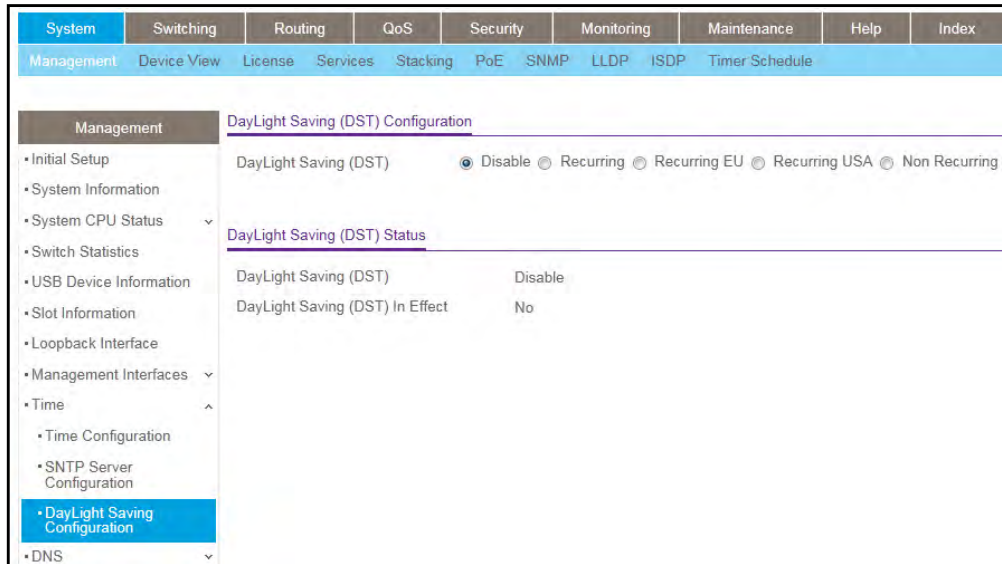 System Switching Routing QoS Security Monitoring Maintenance Help Index
Management Device View License Services Stacking PoE SNMP LLDP ISDP Timer Schedule
Management
Initial Setup
System Information
System CPU Status
Switch Statistics
USB Device Information
Slot Information
Loopback Interface
Management Interfaces
Time
Time Configuration
SNTP Server
Configuration
DayLight Saving
Configuration
DNS
DayLight Saving (DST) Configuration
DayLight Saving (DST) Disable Recurring Recurring EU Recurring USA Non Recurring
DayLight Saving (DST) Status
DayLight Saving (DST) Disable
DayLight Saving (DST) In Effect No